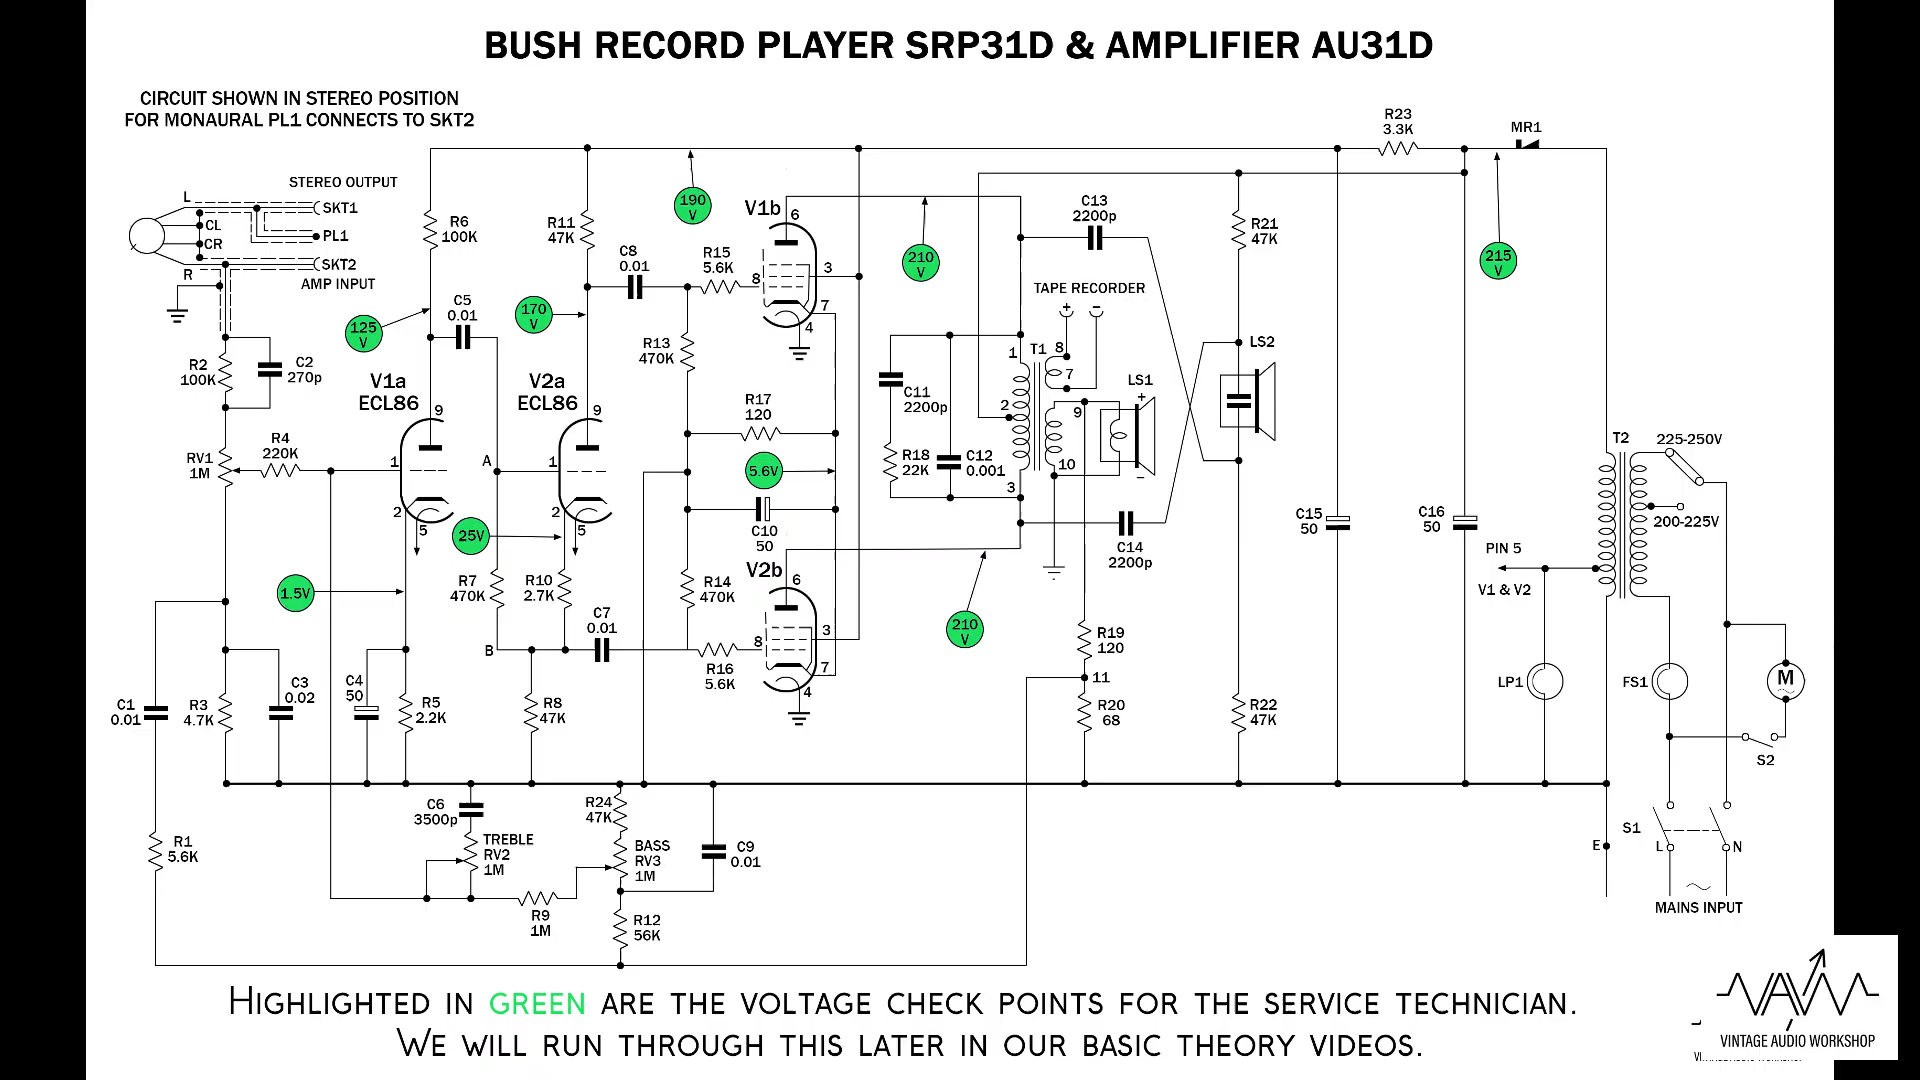 BUSH RECORD PLAYER SRP31D & AMPLIFIER AU31D
CIRCUIT SHOWN IN STEREO POSITION
FOR MONAURAL PL1 CONNECTS TO SKT2
R23
3.3K
MR1
STEREO OUTPUT
L
SKT1
CL
PL1
CR
SKT2
R
AMP INPUT
R6
100K
R11
47K
190
V
V1b
6
C13
2200p
R21
47K
C8
0.01
R15
5.6K
8
3
7
4
210
V
215
V
TAPE RECORDER
+
−
C5
0.01
125
V
170
V
R13
470K
R2
100K
C2
270p
V1a
ECL86
V2a
ECL86
9
9
R17
120
C11
2200p
1
T1
8
7
2
LS1
+
9
LS2
R4
220K
RV1
1M
1
A
1
5.6V
R18
22K
C12
0.001
10
3
−
T2
225-250V
200-225V
2
5
2
5
25V
C10
50
C14
2200p
C15
50
C16
50
PIN 5
V1 & V2
V2b
6
1.5V
R7
470K
R10
2.7K
R14
470K
C7
0.01
B
8
3
7
4
R16
5.6K
210
V
R19
120
11
R20
68
C1
0.01
R3
4.7K
C3
0.02
C4
50
R5
2.2K
R8
47K
R22
47K
LP1
FS1
M
~
S2
C6
3500p
R24
47K
TREBLE
RV2
1M
BASS
RV3
1M
C9
0.01
R1
5.6K
R9
1M
R12
56K
S1
E
L
N
~
MAINS INPUT
HIGHLIGHTED IN GREEN ARE THE VOLTAGE CHECK POINTS FOR THE SERVICE TECHNICIAN.
WE WILL RUN THROUGH THIS LATER IN OUR BASIC THEORY VIDEOS.
VINTAGE AUDIO WORKSHOP